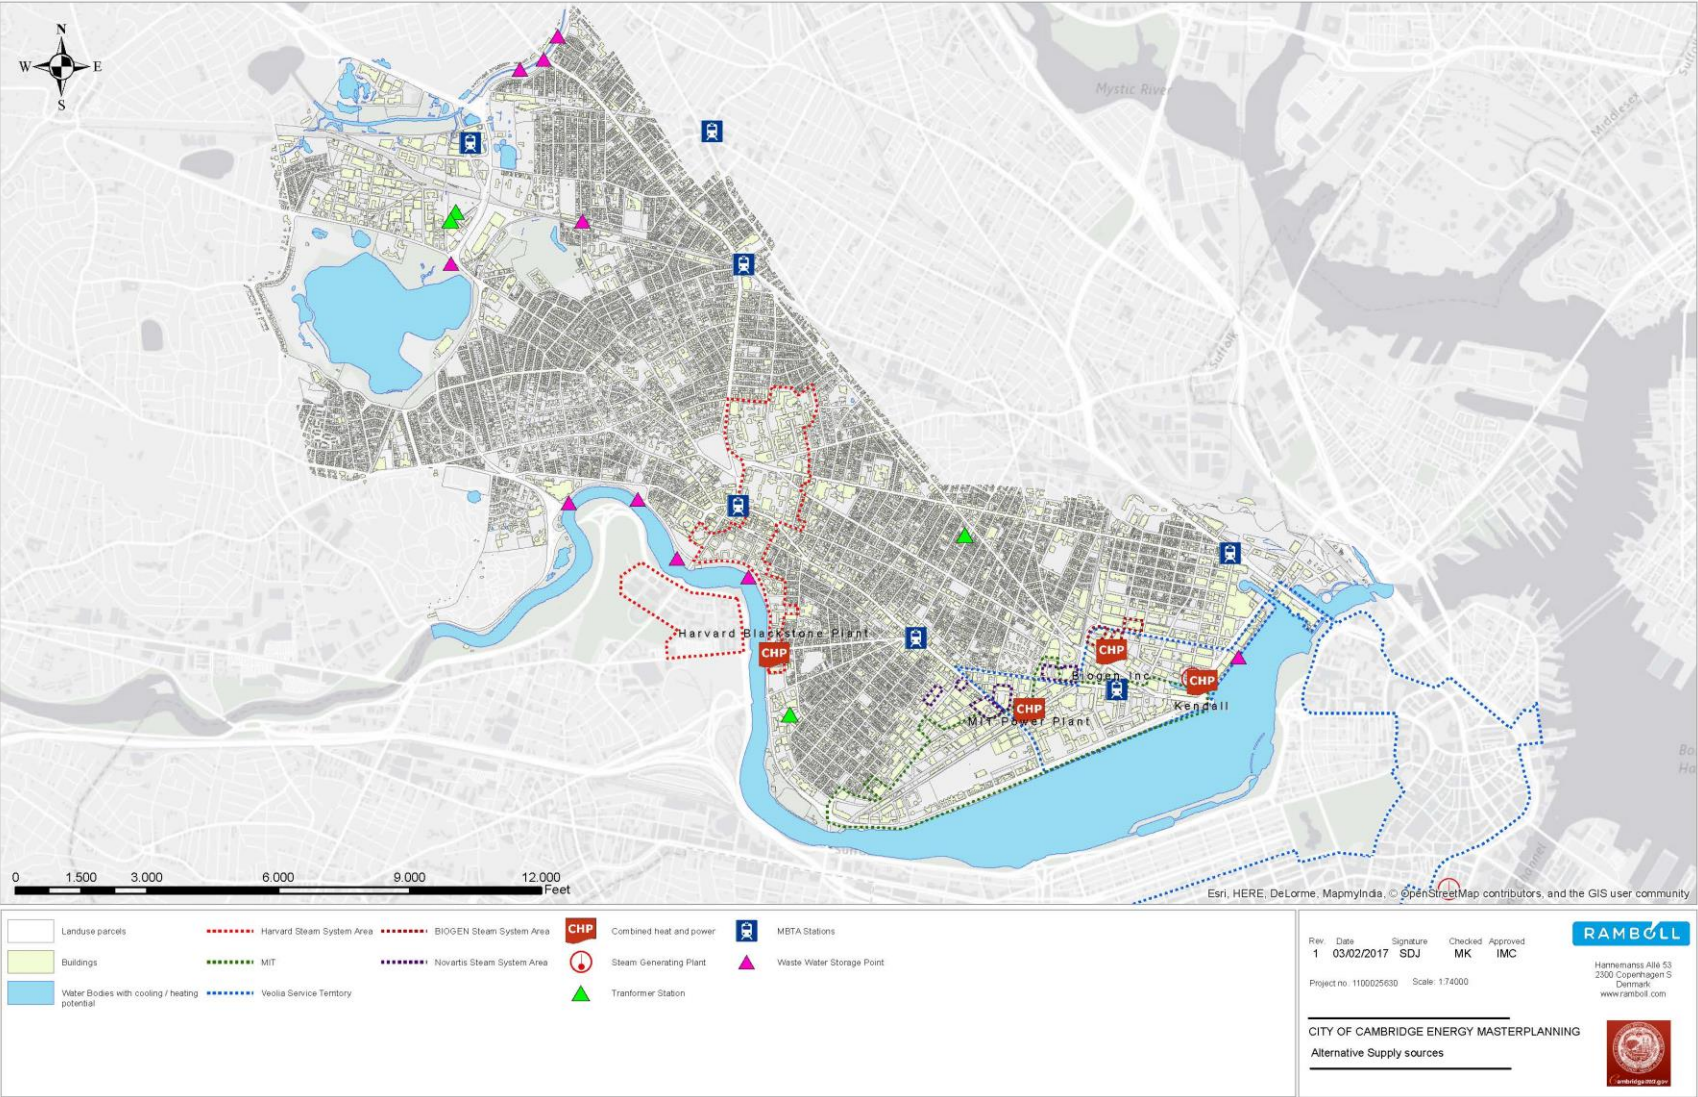 N
W E
S
Mystic River
Middlesex
Suffolk
Harvard Blackstone Plant
CHP
CHP
Biogen Inc
CHP
Kendall
CHP
MIT Power Plant
0 1.500 3.000 6.000 9.000 12.000
Feet
Esri, HERE, DeLorme, MapmyIndia, © OpenStreetMap contributors, and the GIS user community
Landuse parcels
Harvard Steam System Area
BIOGEN Steam System Area
CHP Combined heat and power
MBTA Stations
Buildings
MIT
Novartis Steam System Area
Steam Generating Plant
Waste Water Storage Point
Water Bodies with cooling / heating
potential
Veolia Service Territory
Tranformer Station
Rev. Date Signature Checked Approved
1 03/02/2017 SDJ MK IMC
Project no. 1100025630 Scale: 1:74000
RAMBOLL
Hannemanns Allé 53
2300 Copenhagen S
Denmark
www.ramboll.com
CITY OF CAMBRIDGE ENERGY MASTERPLANNING
Alternative Supply sources